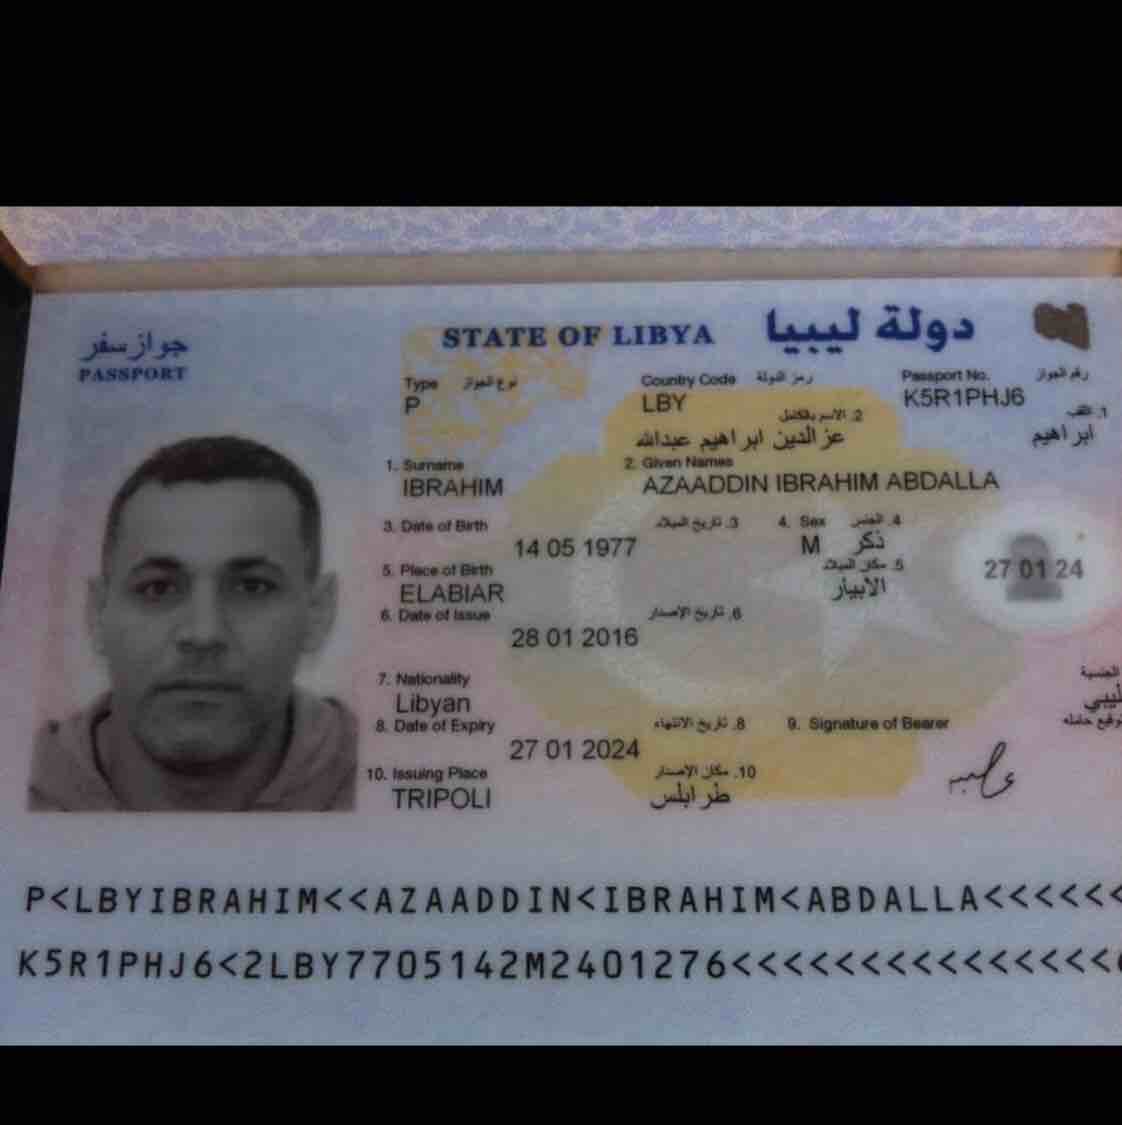 جواز سفر
PASSPORT
STATE OF LIBYA دولة ليبيا
Type نوع الجواز
P
Country Code رمز الدولة
LBY
Passport No. رقم الجواز
K5R1PHJ6
2. الاسم بالكامل
عز الدين ابراهيم عبدالله
1. اللقب
ابراهيم
1. Surname
IBRAHIM
2. Given Names
AZAADDIN IBRAHIM ABDALLA
3. Date of Birth 3. تاريخ الميلاد
14 05 1977
4. Sex 4. الجنس
M ذكر
5. Place of Birth 5. مكان الميلاد
ELABIAR الابيار
27 01 24
6. Date of Issue 6. تاريخ الاصدار
28 01 2016
7. Nationality الجنسية
Libyan ليبي
8. Date of Expiry 8. تاريخ الانتهاء
27 01 2024
9. Signature of Bearer توقيع حامله
10. Issuing Place 10. مكان الاصدار
TRIPOLI طرابلس
P<LBYIBRAHIM<<AZAADDIN<IBRAHIM<ABDALLA<<<<<<
K5R1PHJ6<2LBY7705142M2401276<<<<<<<<<<<<<<